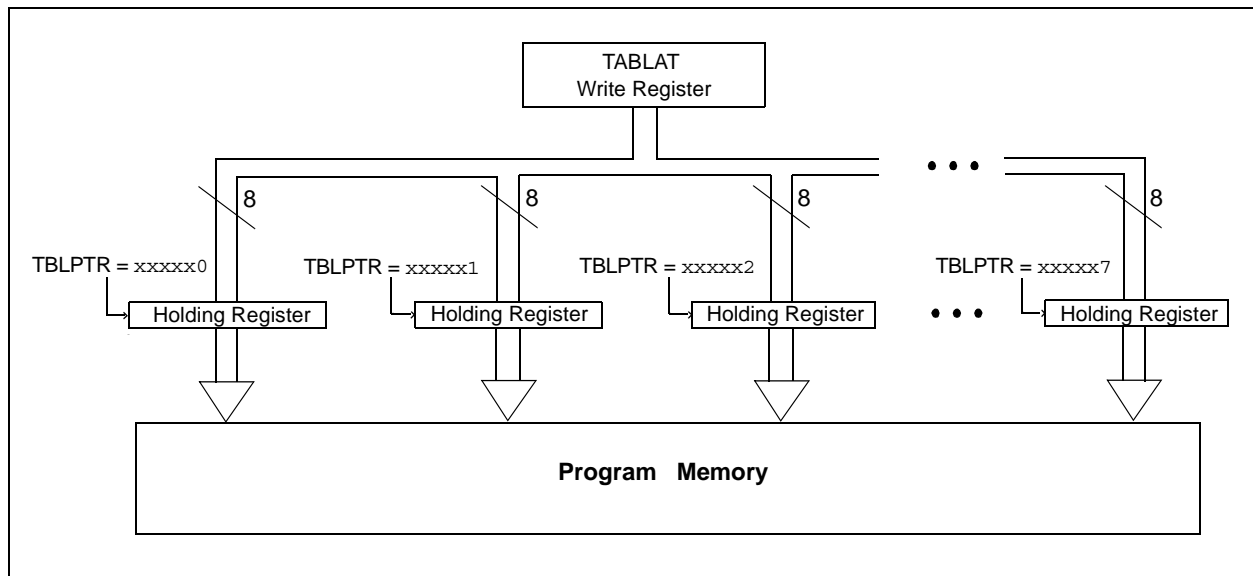 TABLAT
Write Register
8 8 8 8
TBLPTR = xxxxx0 TBLPTR = xxxxx1 TBLPTR = xxxxx2 TBLPTR = xxxxx7
Holding Register Holding Register Holding Register Holding Register
Program Memory